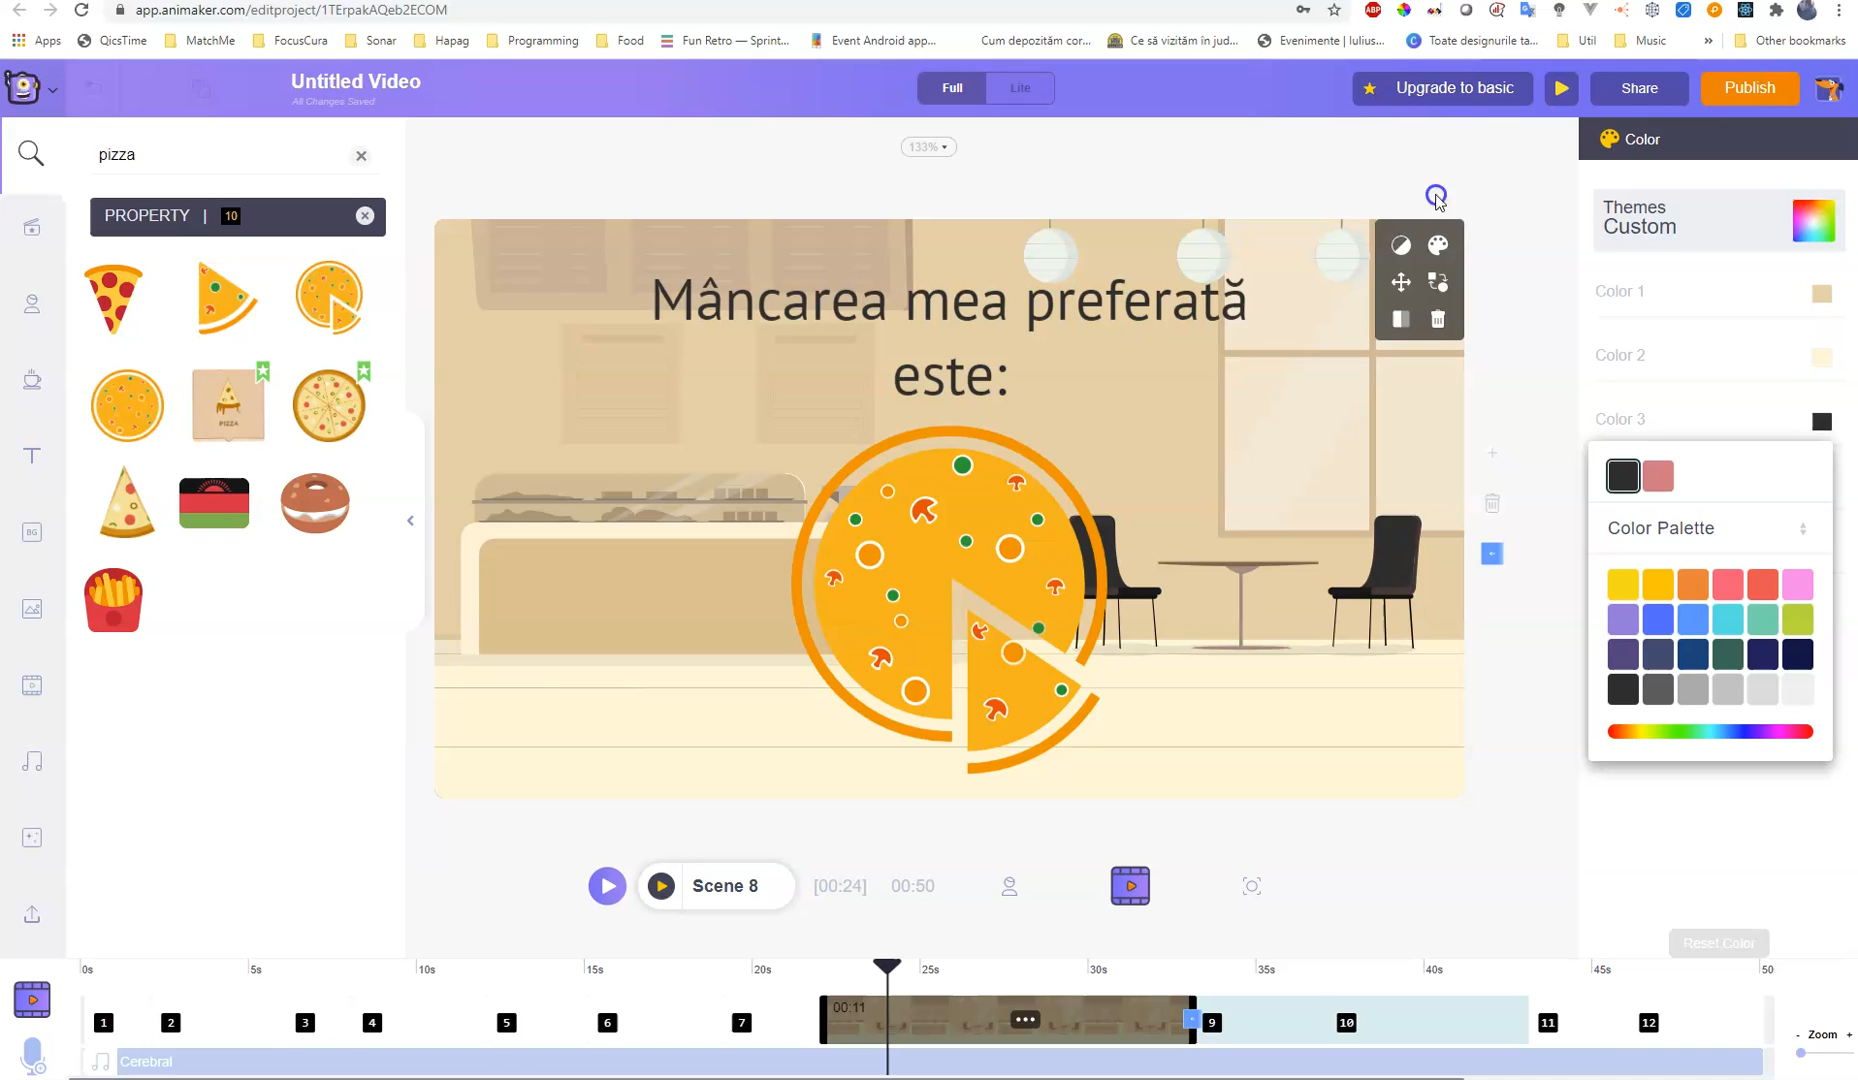 app.animaker.com/editproject/1TErpakAQeb2ECOM
Apps
QicsTime
MatchMe
FocusCura
Sonar
Hapag
Programming
Food
Fun Retro — Sprint...
Event Android app...
Cum depozităm cor...
Ce să vizităm în jud...
Evenimente | Iulius...
Toate designurile ta...
Util
Music
»
Other bookmarks
Untitled Video
All Changes Saved
Full
Lite
Upgrade to basic
Share
Publish
pizza
133%
Color
PROPERTY | 10
Themes
Custom
Mâncarea mea preferată
este:
Color 1
Color 2
Color 3
PIZZA
BG
Color Palette
Scene 8
[00:24]
00:50
Reset Color
0s
5s
10s
15s
20s
25s
30s
35s
40s
45s
50
00:11
1
2
3
4
5
6
7
9
10
11
12
- Zoom +
Cerebral